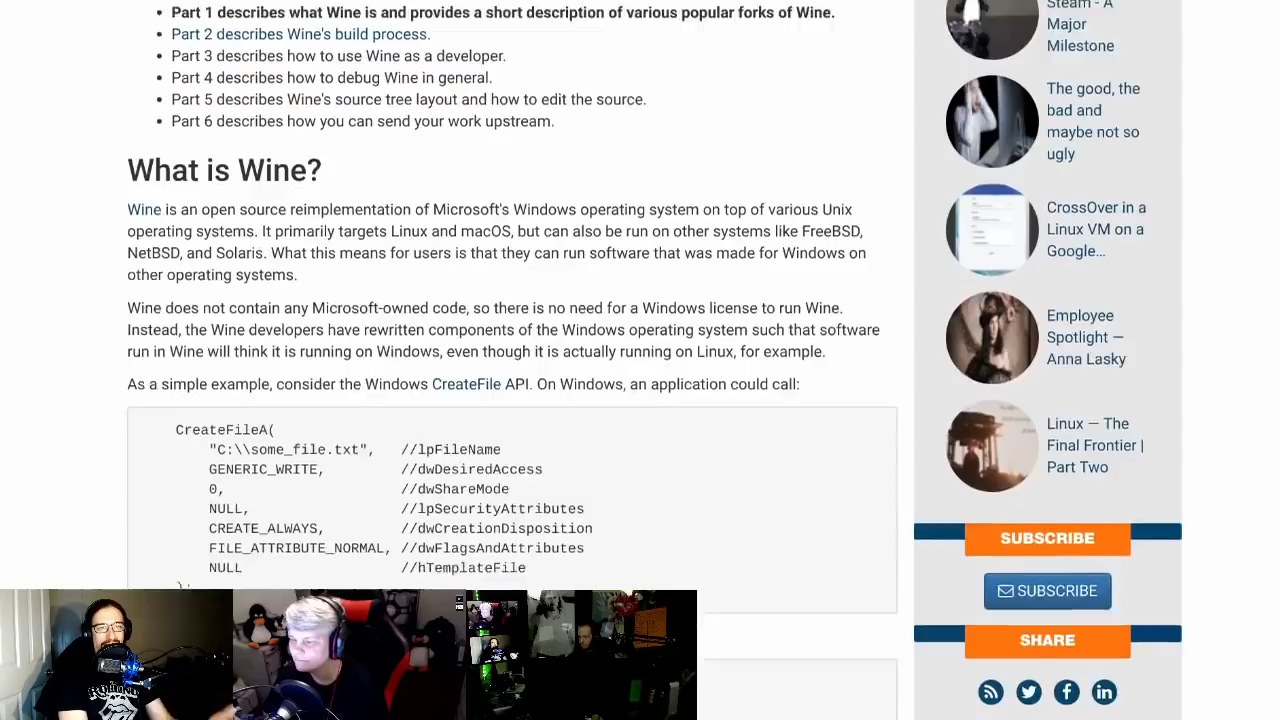 Part 1 describes what Wine is and provides a short description of various popular forks of Wine.
Part 2 describes Wine's build process.
Part 3 describes how to use Wine as a developer.
Part 4 describes how to debug Wine in general.
Part 5 describes Wine's source tree layout and how to edit the source.
Part 6 describes how you can send your work upstream.
What is Wine?
Wine is an open source reimplementation of Microsoft's Windows operating system on top of various Unix
operating systems. It primarily targets Linux and macOS, but can also be run on other systems like FreeBSD,
NetBSD, and Solaris. What this means for users is that they can run software that was made for Windows on
other operating systems.
Wine does not contain any Microsoft-owned code, so there is no need for a Windows license to run Wine.
Instead, the Wine developers have rewritten components of the Windows operating system such that software
run in Wine will think it is running on Windows, even though it is actually running on Linux, for example.
As a simple example, consider the Windows CreateFile API. On Windows, an application could call:
CreateFileA(
"C:\\some_file.txt", //lpFileName
GENERIC_WRITE, //dwDesiredAccess
0, //dwShareMode
NULL, //lpSecurityAttributes
CREATE_ALWAYS, //dwCreationDisposition
FILE_ATTRIBUTE_NORMAL, //dwFlagsAndAttributes
NULL //hTemplateFile
);
Steam - A
Major
Milestone
The good, the
bad and
maybe not so
ugly
CrossOver in a
Linux VM on a
Google…
Employee
Spotlight —
Anna Lasky
Linux — The
Final Frontier |
Part Two
SUBSCRIBE
SUBSCRIBE
SHARE